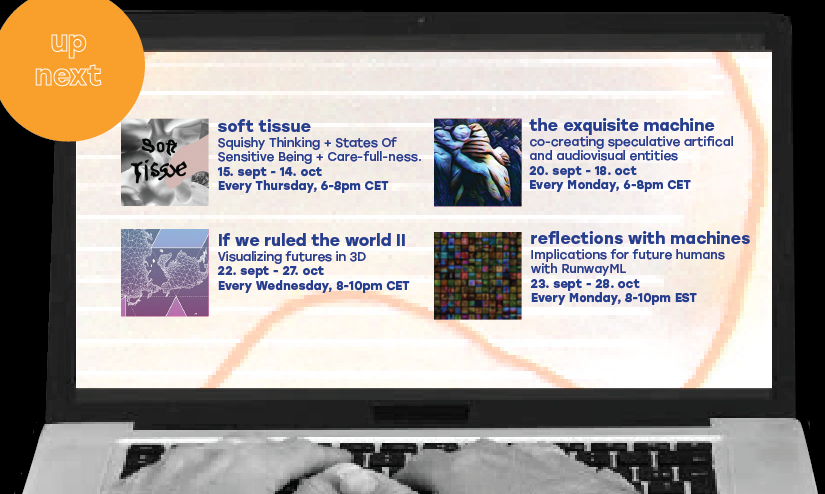 up
next
soft tissue
Squishy Thinking + States Of
Sensitive Being + Care-full-ness.
15. sept - 14. oct
Every Thursday, 6-8pm CET
Soft
Tissue
the exquisite machine
co-creating speculative artifical
and audiovisual entities
20. sept - 18. oct
Every Monday, 6-8pm CET
If we ruled the world II
Visualizing futures in 3D
22. sept - 27. oct
Every Wednesday, 8-10pm CET
reflections with machines
Implications for future humans
with RunwayML
23. sept - 28. oct
Every Monday, 8-10pm EST